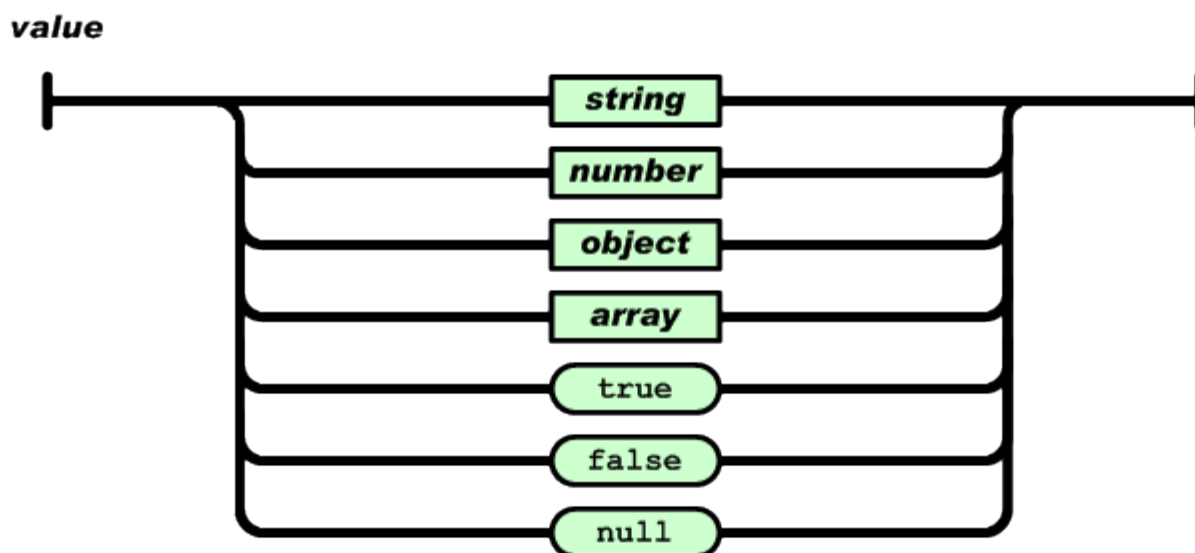 value
string
number
object
array
true
false
null